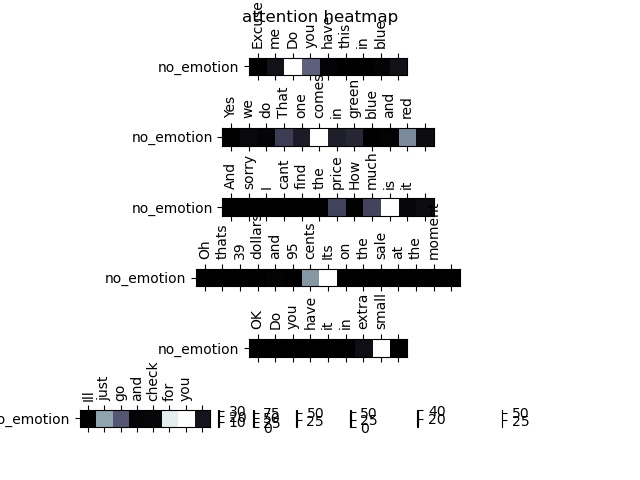 attention heatmap
Excuse me Do you have this in blue
no_emotion
Yes we do That one comes in green blue and red
no_emotion
And sorry I cant find the price How much is it
no_emotion
Oh thats 39 dollars and 95 cents Its on the sale at the moment
no_emotion
OK Do you have it in extra small
no_emotion
Ill just go and check for you
o_emotion
30 75 50 50 40 50
20 50 25 25 20 25
10 25
0 0